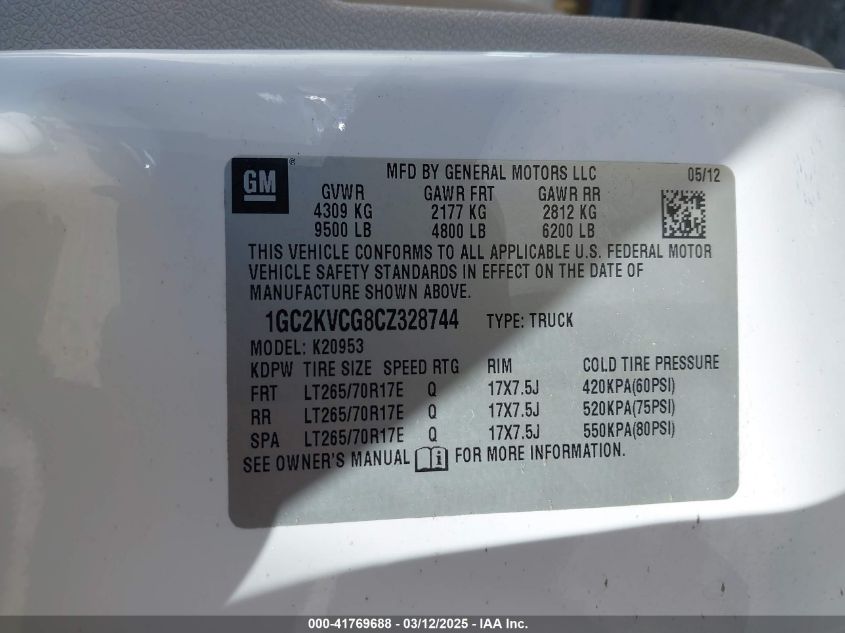 GM ® MFD BY GENERAL MOTORS LLC 05/12
GVWR GAWR FRT GAWR RR
4309 KG 2177 KG 2812 KG
9500 LB 4800 LB 6200 LB
THIS VEHICLE CONFORMS TO ALL APPLICABLE U.S. FEDERAL MOTOR
VEHICLE SAFETY STANDARDS IN EFFECT ON THE DATE OF
MANUFACTURE SHOWN ABOVE.
1GC2KVCG8CZ328744 TYPE: TRUCK
MODEL: K20953
KDPW TIRE SIZE SPEED RTG RIM COLD TIRE PRESSURE
FRT LT265/70R17E Q 17X7.5J 420KPA(60PSI)
RR LT265/70R17E Q 17X7.5J 520KPA(75PSI)
SPA LT265/70R17E Q 17X7.5J 550KPA(80PSI)
SEE OWNER'S MANUAL i FOR MORE INFORMATION.
000-41769688 - 03/12/2025 - IAA Inc.